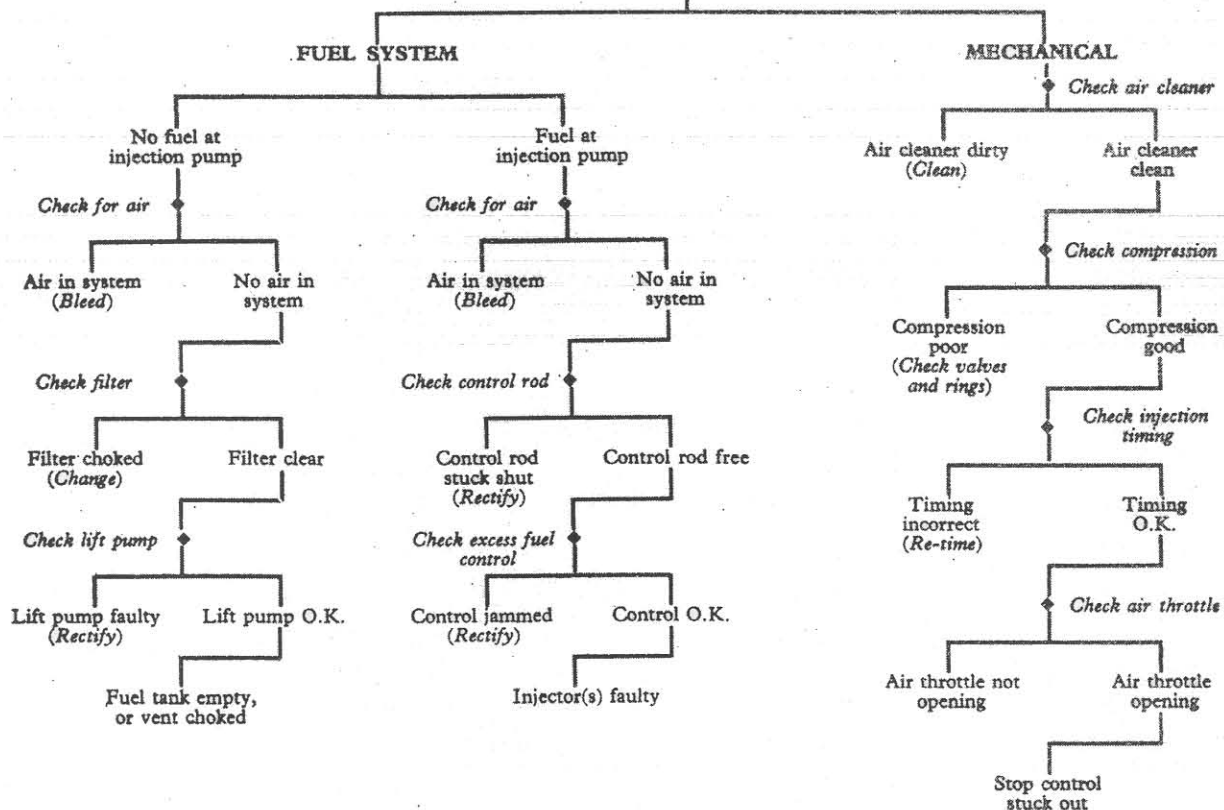 FUEL SYSTEM
MECHANICAL
Check air cleaner
No fuel at
injection pump
Fuel at
injection pump
Air cleaner dirty
(Clean)
Air cleaner
clean
Check for air
Check for air
Check compression
Air in system
(Bleed)
No air in
system
Air in system
(Bleed)
No air in
system
Compression
poor
(Check valves
and rings)
Compression
good
Check filter
Check control rod
Check injection
timing
Filter choked
(Change)
Filter clear
Control rod
stuck shut
(Rectify)
Control rod free
Timing
incorrect
(Re-time)
Timing
O.K.
Check lift pump
Check excess fuel
control
Check air throttle
Lift pump faulty
(Rectify)
Lift pump O.K.
Control jammed
(Rectify)
Control O.K.
Air throttle not
opening
Air throttle
opening
Fuel tank empty,
or vent choked
Injector(s) faulty
Stop control
stuck out